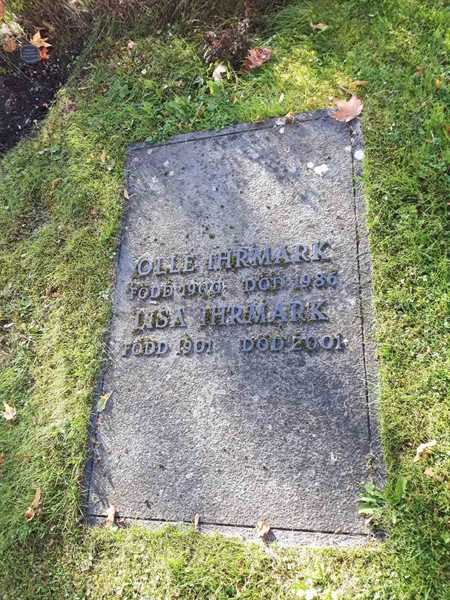 OLLE IHRMARK
FÖDD DÖD 1986
LISA IHRMARK
FÖDD 1901 DÖD 2001